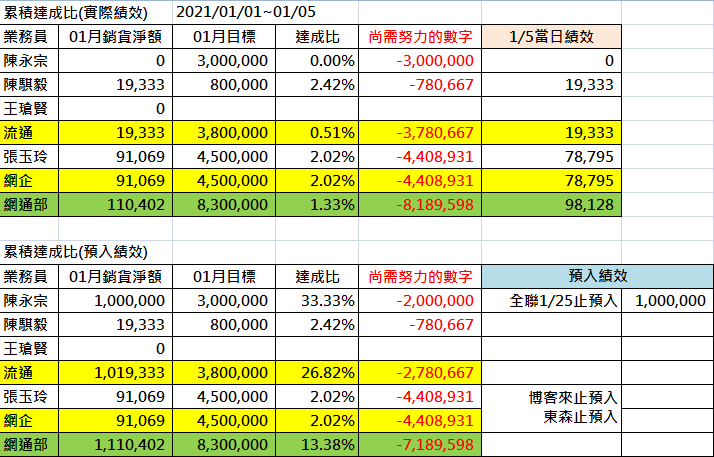 累積達成比(實際績效) 2021/01/01~01/05
業務員 01月銷貨淨額 01月目標 達成比 尚需努力的數字 1/5當日績效
陳永宗 0 3,000,000 0.00% -3,000,000 0
陳騏毅 19,333 800,000 2.42% -780,667 19,333
王瑲賢 0
流通 19,333 3,800,000 0.51% -3,780,667 19,333
張玉玲 91,069 4,500,000 2.02% -4,408,931 78,795
網企 91,069 4,500,000 2.02% -4,408,931 78,795
網通部 110,402 8,300,000 1.33% -8,189,598 98,128
累積達成比(預入績效)
業務員 01月銷貨淨額 01月目標 達成比 尚需努力的數字 預入績效
陳永宗 1,000,000 3,000,000 33.33% -2,000,000 全聯1/25止預入 1,000,000
陳騏毅 19,333 800,000 2.42% -780,667
王瑲賢 0
流通 1,019,333 3,800,000 26.82% -2,780,667
張玉玲 91,069 4,500,000 2.02% -4,408,931 博客來止預入
網企 91,069 4,500,000 2.02% -4,408,931 東森止預入
網通部 1,110,402 8,300,000 13.38% -7,189,598